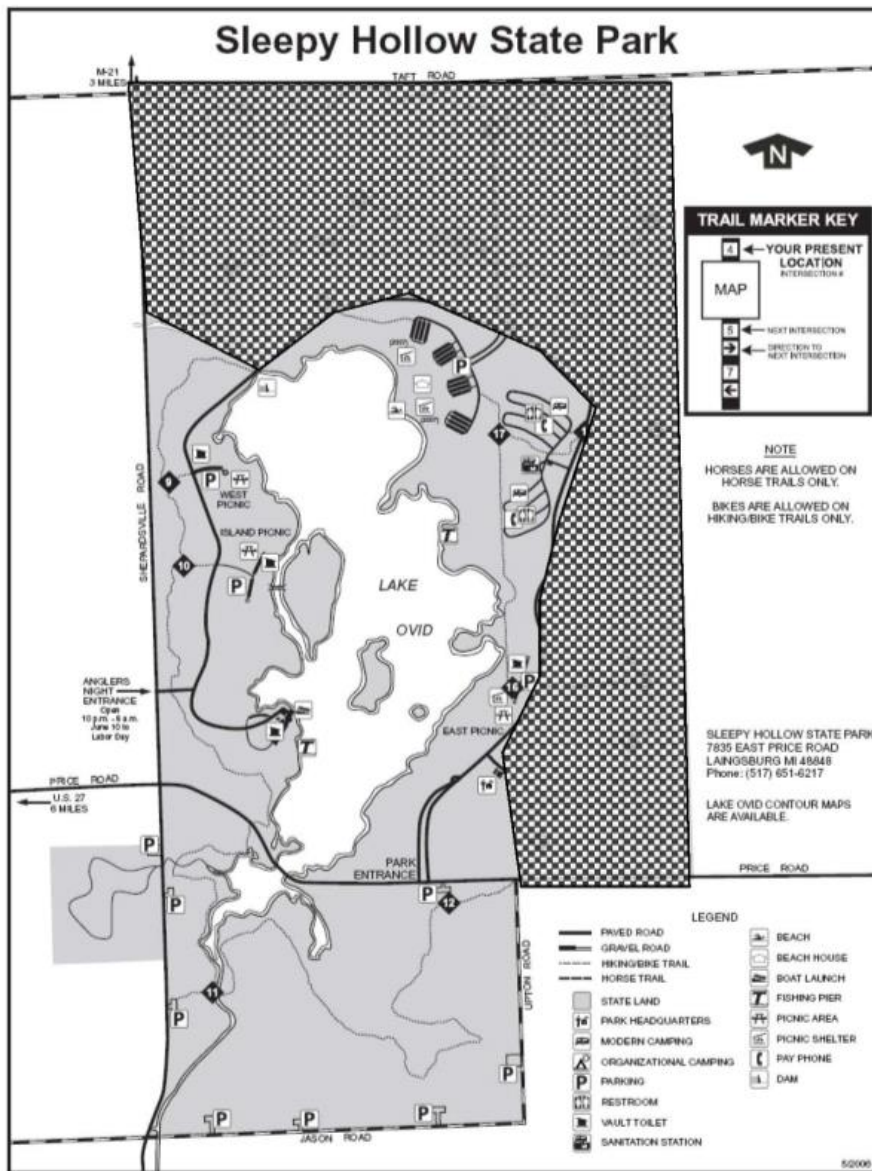 Sleepy Hollow State Park
M-21
3 MILES
TAFT ROAD
N
TRAIL MARKER KEY
4
YOUR PRESENT
LOCATION
INTERSECTION #
MAP
5
NEXT INTERSECTION
DIRECTION TO
NEXT INTERSECTION
7
NOTE
HORSES ARE ALLOWED ON
HORSE TRAILS ONLY.
BIKES ARE ALLOWED ON
HIKING/BIKE TRAILS ONLY.
P
17
1
9
P
WEST
PICNIC
SHEPARDSVILLE ROAD
ISLAND PICNIC
10
P
LAKE
OVID
ANGLERS
NIGHT
ENTRANCE
Open
10 p.m. - 6 a.m.
June 10 to
Labor Day
P
EAST PICNIC
SLEEPY HOLLOW STATE PARK
7835 EAST PRICE ROAD
LAINGSBURG MI 48848
Phone: (517) 651-6217
LAKE OVID CONTOUR MAPS
ARE AVAILABLE.
PRICE ROAD
U.S. 27
6 MILES
P
PARK
ENTRANCE
PRICE ROAD
P
P
12
11
P
UPTON ROAD
P
P
P
P
JASON ROAD
LEGEND
PAVED ROAD
GRAVEL ROAD
HIKING/BIKE TRAIL
HORSE TRAIL
STATE LAND
PARK HEADQUARTERS
MODERN CAMPING
ORGANIZATIONAL CAMPING
P PARKING
RESTROOM
VAULT TOILET
SANITATION STATION
BEACH
BEACH HOUSE
BOAT LAUNCH
FISHING PIER
PICNIC AREA
PICNIC SHELTER
PAY PHONE
DAM
5/2006